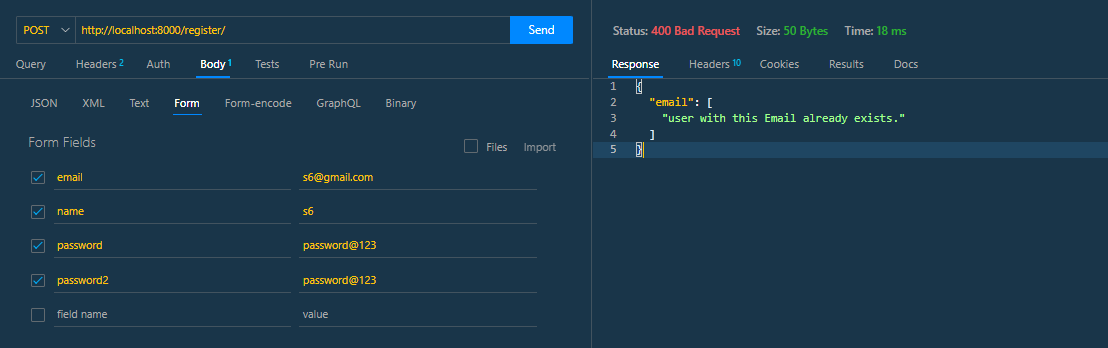 POST http://localhost:8000/register/ Send
Query Headers 2 Auth Body 1 Tests Pre Run
JSON XML Text Form Form-encode GraphQL Binary
Form Fields Files Import
email s6@gmail.com
name s6
password password@123
password2 password@123
field name value
Status: 400 Bad Request Size: 50 Bytes Time: 18 ms
Response Headers 10 Cookies Results Docs
1 {
2 "email": [
3 "user with this Email already exists."
4 ]
5 }